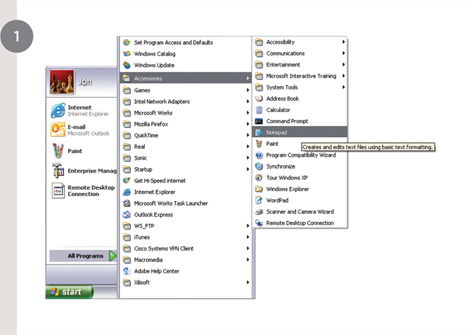 1
Set Program Access and Defaults
Windows Catalog
Windows Update
Accessories
Games
Intel Network Adapters
Microsoft Works
Mozilla Firefox
QuickTime
Real
Sonic
Startup
Get Hi-Speed Internet
Internet Explorer
Microsoft Works Task Launcher
Outlook Express
WS_FTP
iTunes
Cisco Systems VPN Client
Macromedia
Adobe Help Center
Xilisoft
Accessibility
Communications
Entertainment
Microsoft Interactive Training
System Tools
Address Book
Calculator
Command Prompt
Notepad
Paint
Creates and edits text files using basic text formatting.
Program Compatibility Wizard
Synchronize
Tour Windows XP
Windows Explorer
WordPad
Scanner and Camera Wizard
Remote Desktop Connection
Jon
Internet
Internet Explorer
E-mail
Microsoft Outlook
Paint
Enterprise Manag
Remote Desktop
Connection
All Programs
start